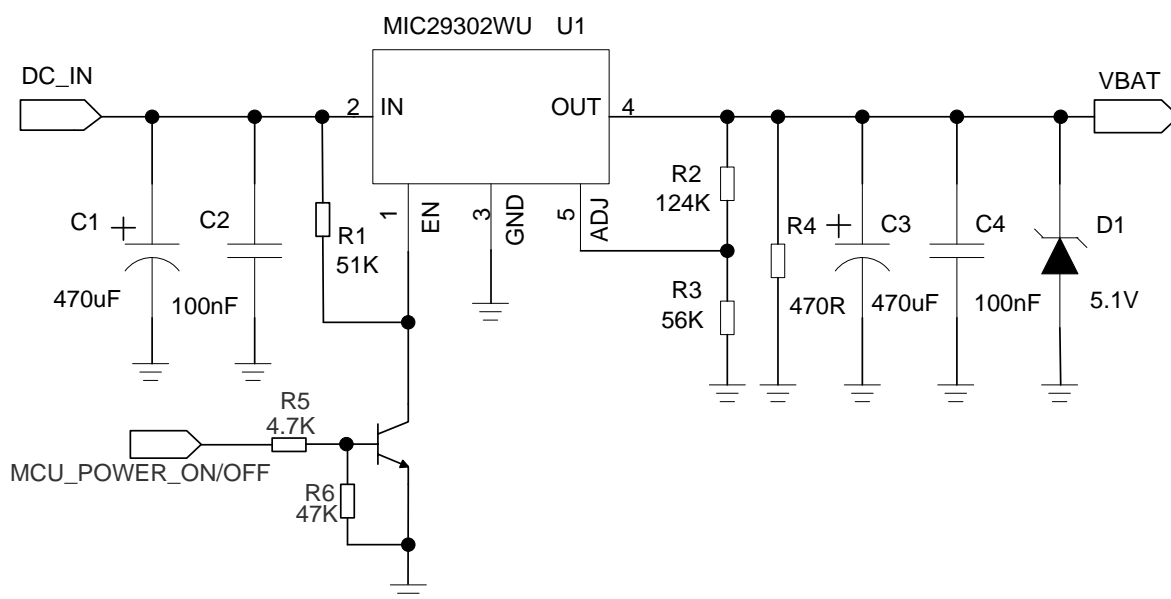 MIC29302WU U1
DC_IN
VBAT
2 IN
OUT 4
1
EN
3
GND
5
ADJ
R2
124K
C1
C2
R1
51K
R4
C3
C4
D1
470uF
100nF
R3
56K
470R
470uF
100nF
5.1V
R5
4.7K
MCU_POWER_ON/OFF
R6
47K